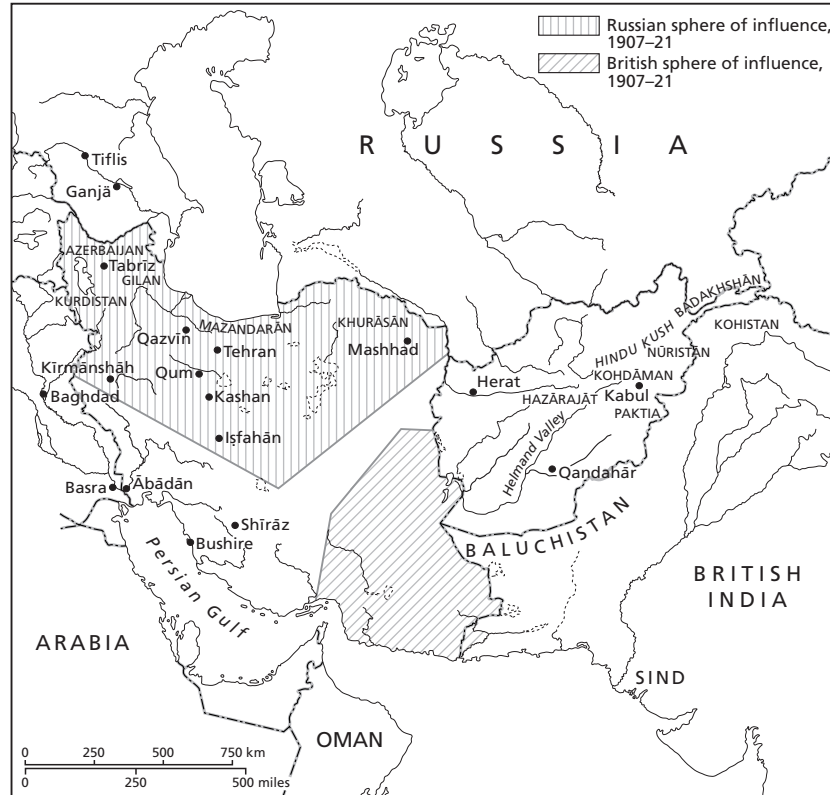 Russian sphere of influence,
1907–21
British sphere of influence,
1907–21
RUSSIA
Tiflis
Ganjä
AZERBAIJAN
Tabrīz
GILAN
KURDISTAN
Qazvīn
MAZANDARĀN
Tehran
KHURĀSĀN
Mashhad
Kīrmānshāh
Qum
Kashan
Baghdad
Iṣfahān
HINDU KUSH
BADAKHSHĀN
KOHISTAN
NŪRISTAN
Herat
KOHDĀMAN
HAZĀRAJĀT
Kabul
PAKTIA
Helmand Valley
Qandahār
Basra
Ābādān
Shīrāz
Bushire
BALUCHISTAN
Persian Gulf
BRITISH
INDIA
ARABIA
SIND
OMAN
0 250 500 750 km
0 250 500 miles